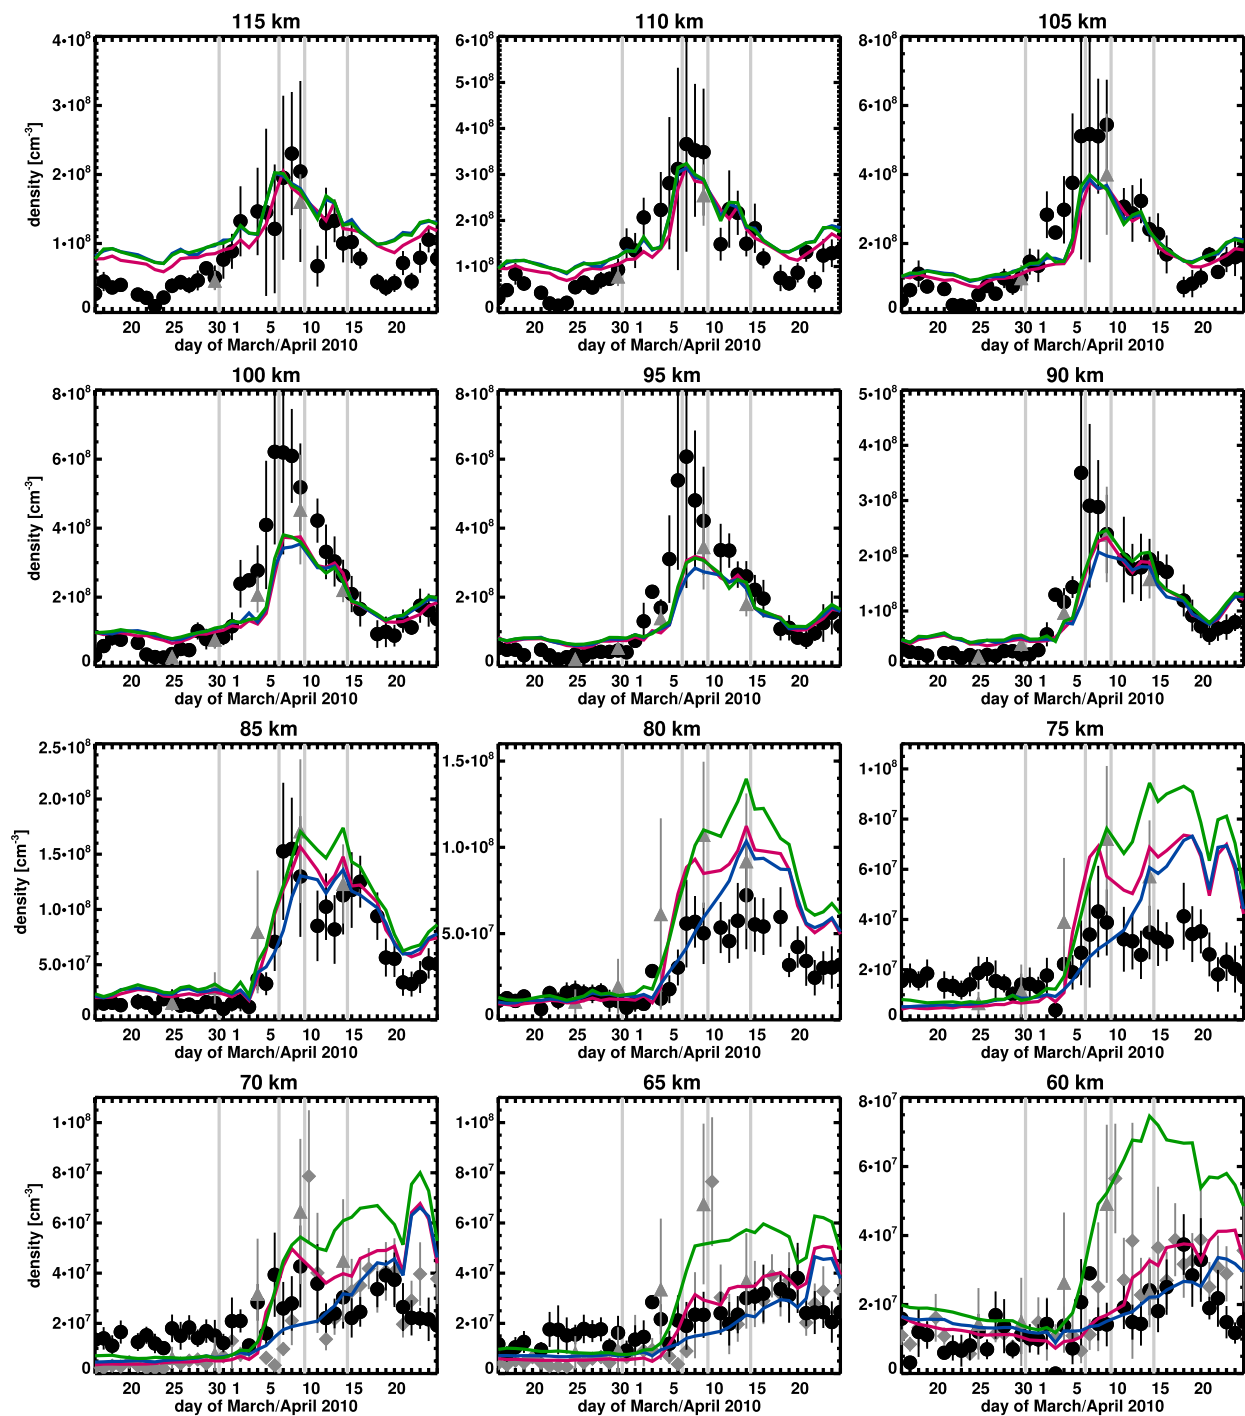 115 km 110 km 105 km
4•10⁸ 6•10⁸ 8•10⁸
5•10⁸
3•10⁸ 6•10⁸
4•10⁸
2•10⁸ 3•10⁸ 4•10⁸
2•10⁸
1•10⁸ 2•10⁸
1•10⁸
0 0 0
density [cm⁻³]
20 25 30 1 5 10 15 20 20 25 30 1 5 10 15 20 20 25 30 1 5 10 15 20
day of March/April 2010 day of March/April 2010 day of March/April 2010
100 km 95 km 90 km
8•10⁸ 8•10⁸ 5•10⁸
4•10⁸
6•10⁸ 6•10⁸
3•10⁸
4•10⁸ 4•10⁸
2•10⁸
2•10⁸ 2•10⁸
1•10⁸
0 0 0
density [cm⁻³]
20 25 30 1 5 10 15 20 20 25 30 1 5 10 15 20 20 25 30 1 5 10 15 20
day of March/April 2010 day of March/April 2010 day of March/April 2010
85 km 80 km 75 km
2.5•10⁸ 1.5•10⁸ 1•10⁸
2.0•10⁸ 8•10⁷
1.5•10⁸ 1.0•10⁸ 6•10⁷
1.0•10⁸ 4•10⁷
5.0•10⁷ 5.0•10⁷ 2•10⁷
0 0 0
density [cm⁻³]
20 25 30 1 5 10 15 20 20 25 30 1 5 10 15 20 20 25 30 1 5 10 15 20
day of March/April 2010 day of March/April 2010 day of March/April 2010
70 km 65 km 60 km
1•10⁸ 1•10⁸ 8•10⁷
8•10⁷ 8•10⁷ 6•10⁷
6•10⁷ 6•10⁷
4•10⁷ 4•10⁷ 4•10⁷
2•10⁷ 2•10⁷ 2•10⁷
0 0 0
density [cm⁻³]
20 25 30 1 5 10 15 20 20 25 30 1 5 10 15 20 20 25 30 1 5 10 15 20
day of March/April 2010 day of March/April 2010 day of March/April 2010